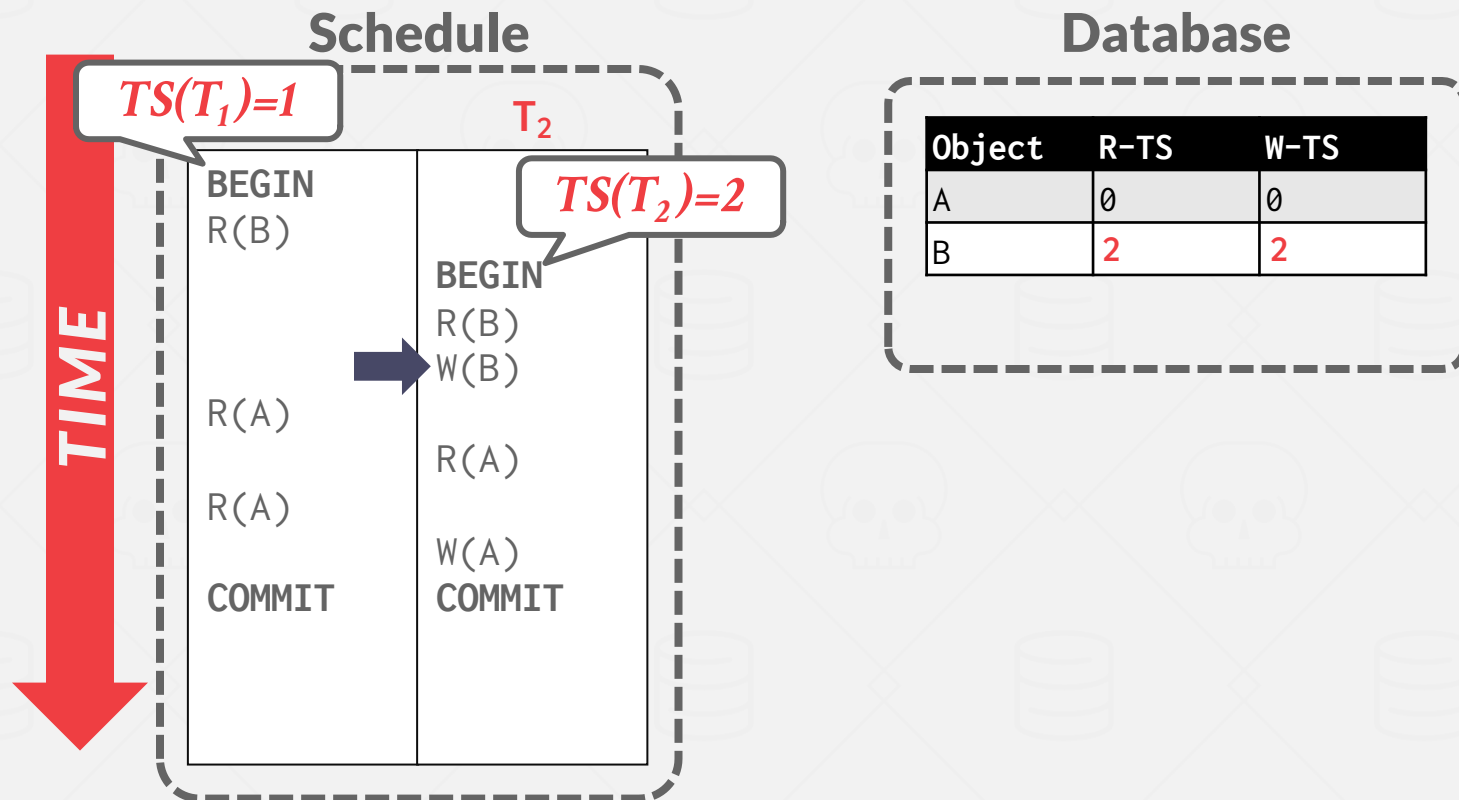 Schedule
TS(T₁)=1
T₂
BEGIN
TS(T₂)=2
R(B)
BEGIN
R(B)
W(B)
R(A)
R(A)
R(A)
W(A)
COMMIT COMMIT
TIME
Database
Object R-TS W-TS
A 0 0
B 2 2